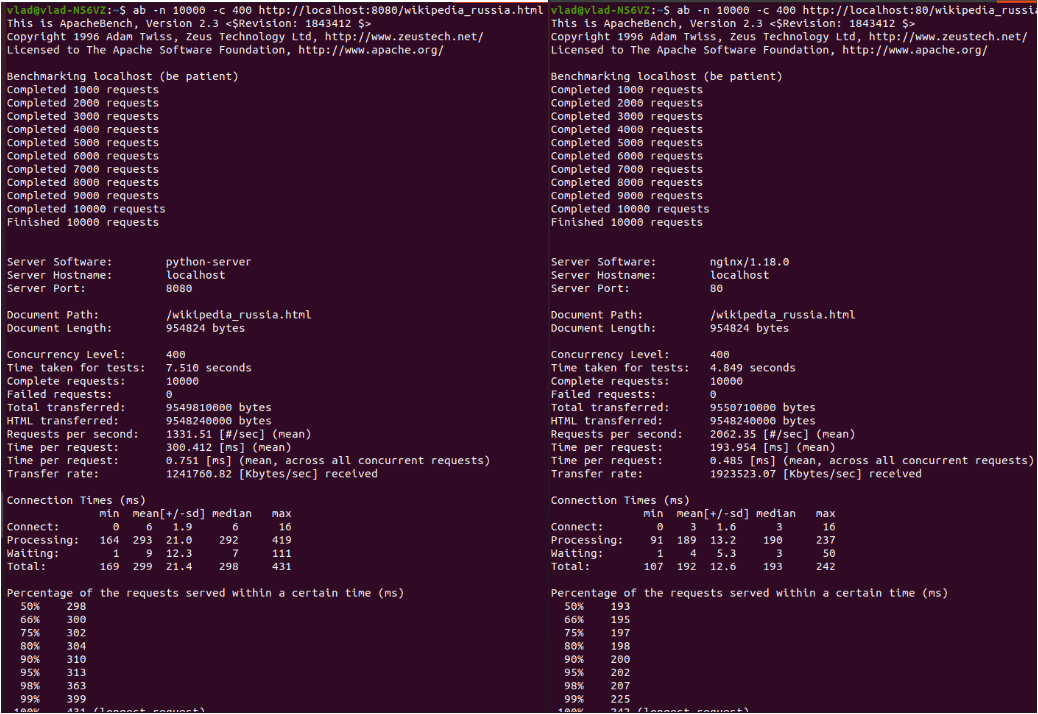 vlad@vlad-N56VZ:~$ ab -n 10000 -c 400 http://localhost:8080/wikipedia_russia.html
This is ApacheBench, Version 2.3 <$Revision: 1843412 $>
Copyright 1996 Adam Twiss, Zeus Technology Ltd, http://www.zeustech.net/
Licensed to The Apache Software Foundation, http://www.apache.org/

Benchmarking localhost (be patient)
Completed 1000 requests
Completed 2000 requests
Completed 3000 requests
Completed 4000 requests
Completed 5000 requests
Completed 6000 requests
Completed 7000 requests
Completed 8000 requests
Completed 9000 requests
Completed 10000 requests
Finished 10000 requests

Server Software:        python-server
Server Hostname:        localhost
Server Port:            8080

Document Path:          /wikipedia_russia.html
Document Length:        954824 bytes

Concurrency Level:      400
Time taken for tests:   7.510 seconds
Complete requests:      10000
Failed requests:        0
Total transferred:      9549810000 bytes
HTML transferred:       9548240000 bytes
Requests per second:    1331.51 [#/sec] (mean)
Time per request:       300.412 [ms] (mean)
Time per request:       0.751 [ms] (mean, across all concurrent requests)
Transfer rate:          1241760.82 [Kbytes/sec] received

Connection Times (ms)
              min  mean[+/-sd] median   max
Connect:        0    6   1.9      6      16
Processing:   164  293  21.0    292     419
Waiting:        1    9  12.3      7     111
Total:        169  299  21.4    298     431

Percentage of the requests served within a certain time (ms)
  50%    298
  66%    300
  75%    302
  80%    304
  90%    310
  95%    313
  98%    363
  99%    399
 100%    431 (longest request)
vlad@vlad-N56VZ:~$ ab -n 10000 -c 400 http://localhost:80/wikipedia_russia
This is ApacheBench, Version 2.3 <$Revision: 1843412 $>
Copyright 1996 Adam Twiss, Zeus Technology Ltd, http://www.zeustech.net/
Licensed to The Apache Software Foundation, http://www.apache.org/

Benchmarking localhost (be patient)
Completed 1000 requests
Completed 2000 requests
Completed 3000 requests
Completed 4000 requests
Completed 5000 requests
Completed 6000 requests
Completed 7000 requests
Completed 8000 requests
Completed 9000 requests
Completed 10000 requests
Finished 10000 requests

Server Software:        nginx/1.18.0
Server Hostname:        localhost
Server Port:            80

Document Path:          /wikipedia_russia.html
Document Length:        954824 bytes

Concurrency Level:      400
Time taken for tests:   4.849 seconds
Complete requests:      10000
Failed requests:        0
Total transferred:      9550710000 bytes
HTML transferred:       9548240000 bytes
Requests per second:    2062.35 [#/sec] (mean)
Time per request:       193.954 [ms] (mean)
Time per request:       0.485 [ms] (mean, across all concurrent requests)
Transfer rate:          1923523.07 [Kbytes/sec] received

Connection Times (ms)
              min  mean[+/-sd] median   max
Connect:        0    3   1.6      3      16
Processing:    91  189  13.2    190     237
Waiting:        1    4   5.3      3      50
Total:        107  192  12.6    193     242

Percentage of the requests served within a certain time (ms)
  50%    193
  66%    195
  75%    197
  80%    198
  90%    200
  95%    202
  98%    207
  99%    225
 100%    242 (longest request)